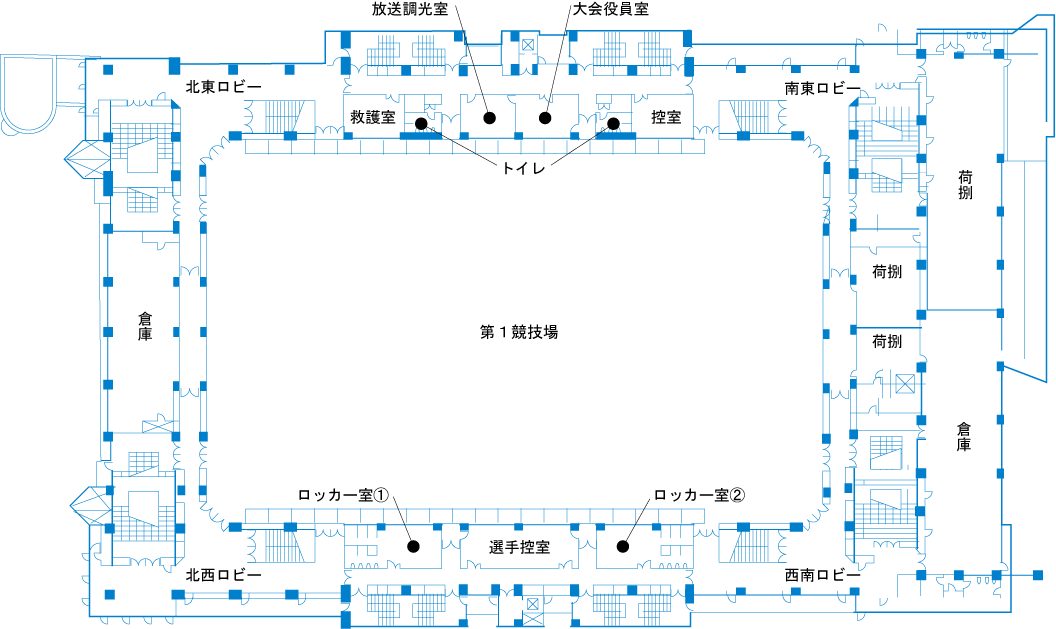 放送調光室
大会役員室
北東ロビー
南東ロビー
救護室
控室
トイレ
荷捌
荷捌
倉庫
第１競技場
荷捌
倉庫
ロッカー室①
ロッカー室②
選手控室
北西ロビー
西南ロビー